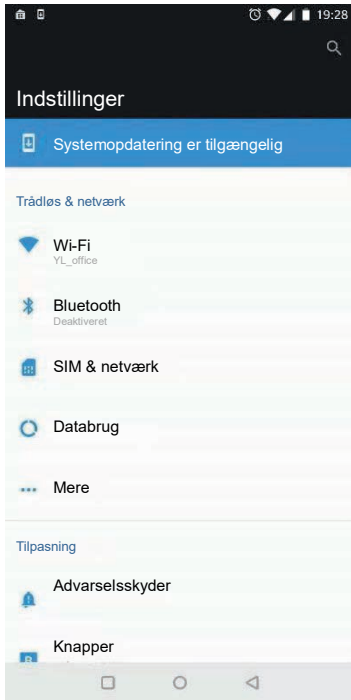 19:28
Indstillinger
Systemopdatering er tilgængelig
Trådløs & netværk
Wi-Fi
YL_office
Bluetooth
Deaktiveret
SIM & netværk
Databrug
Mere
Tilpasning
Advarselsskyder
Knapper